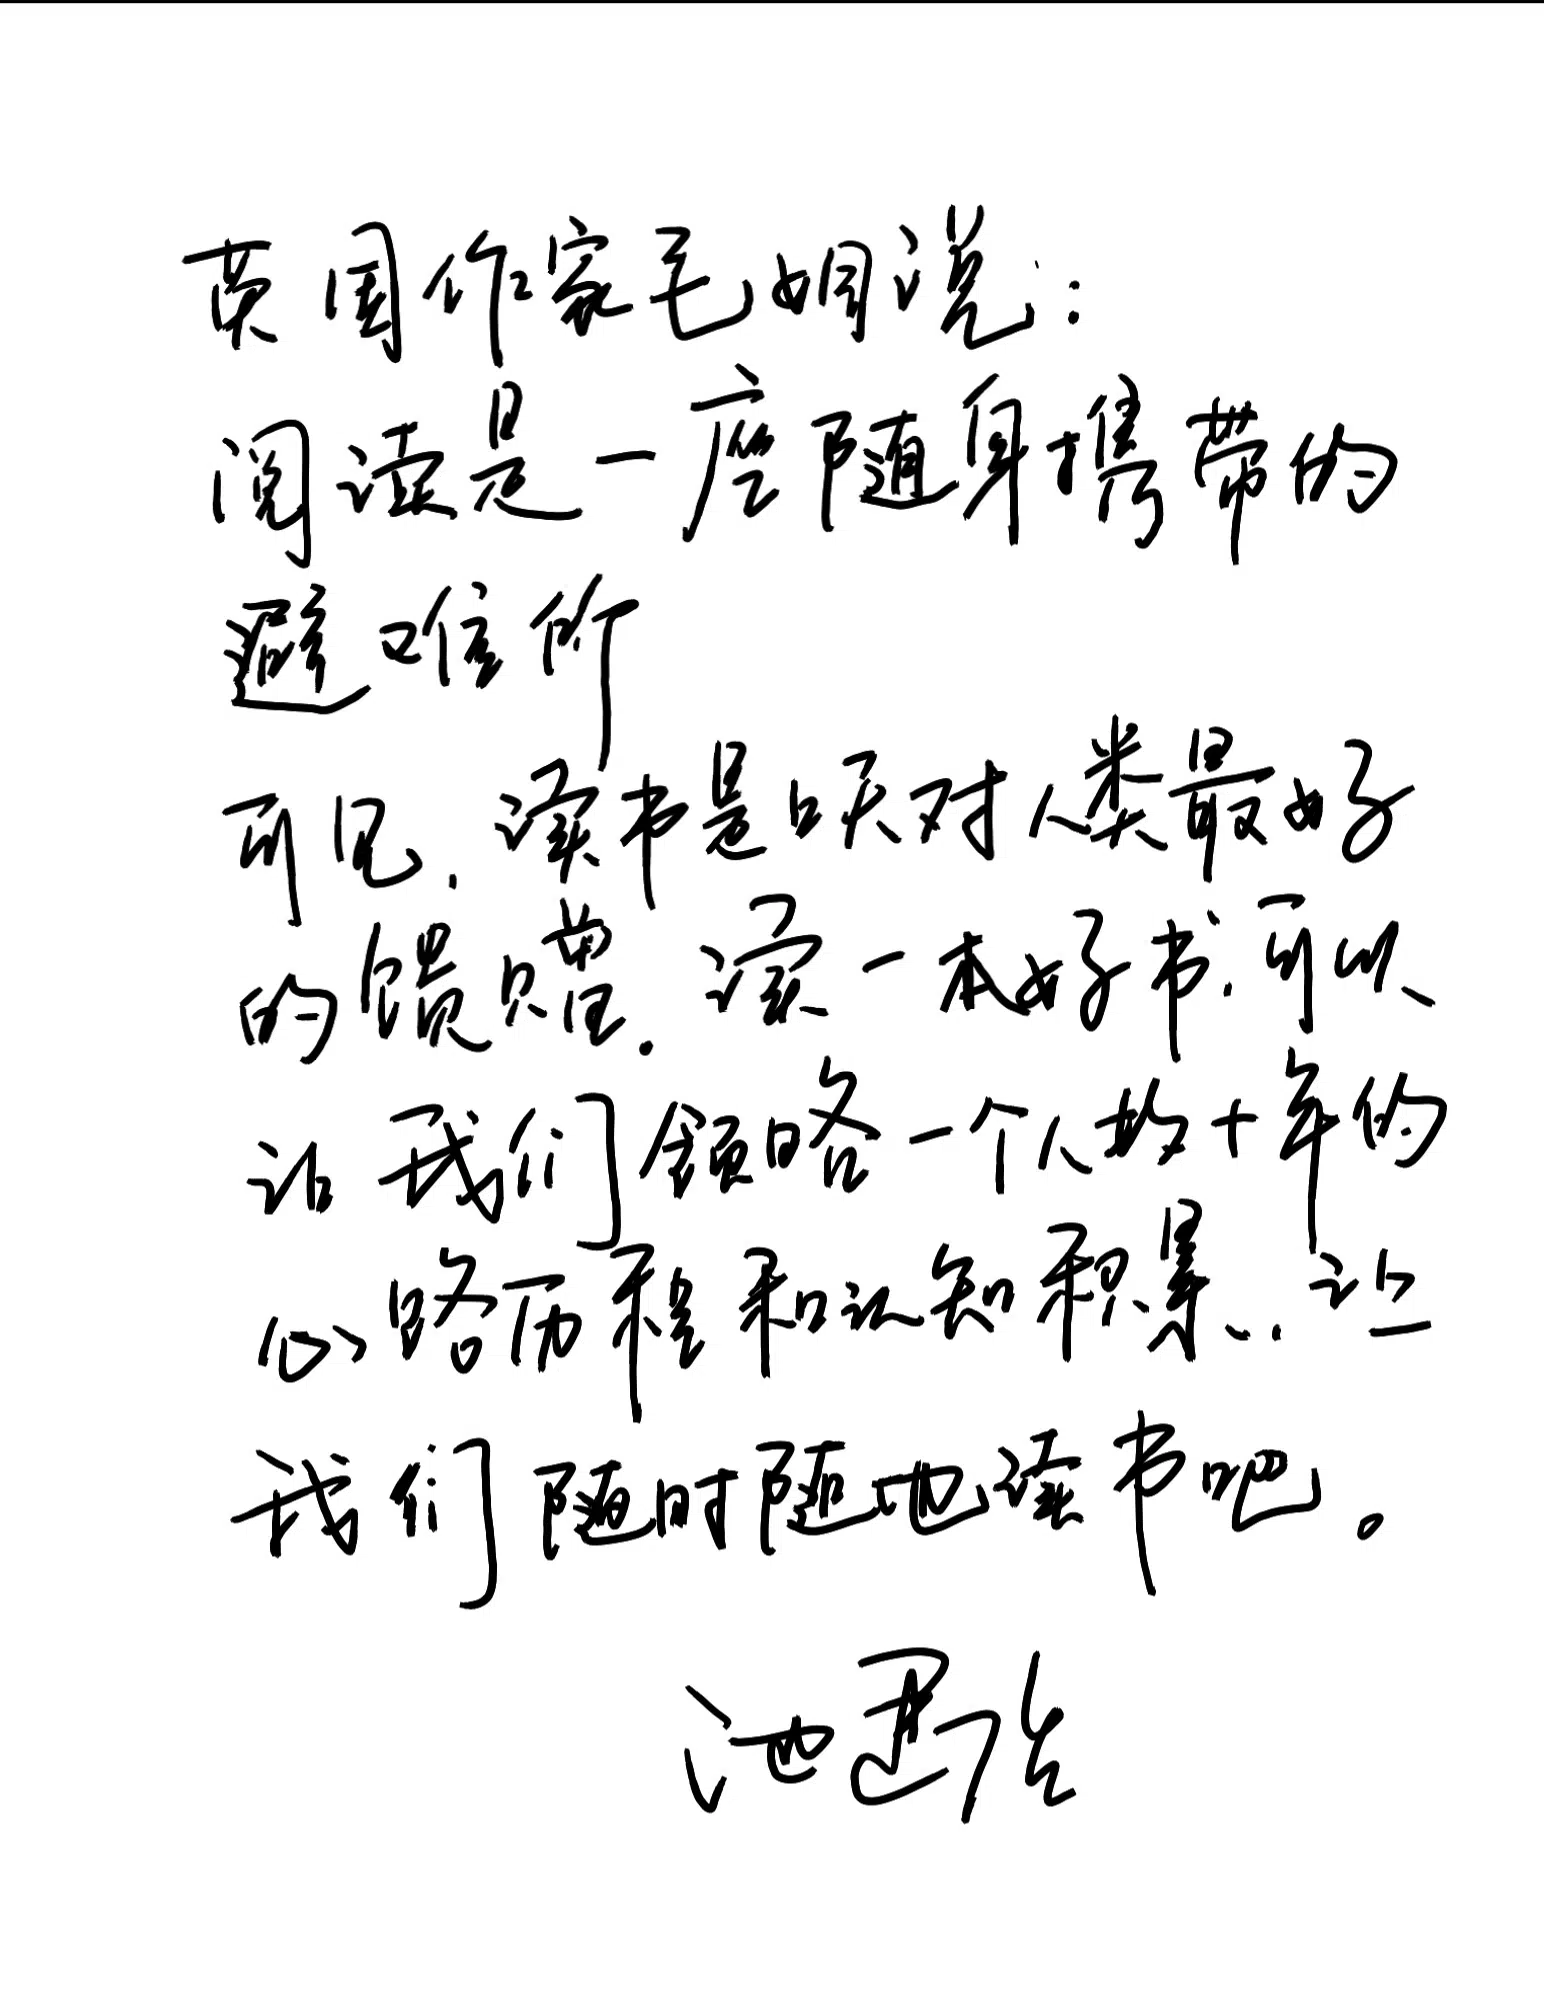 英国作家毛姆说：
阅读是一座随身携带的
避难所
可见，读书是上天对人类最好
的馈赠。读一本好书，可以
让我们领略一个人数十年的
心路历程和认知积累..让
我们随时随地读书吧。
池